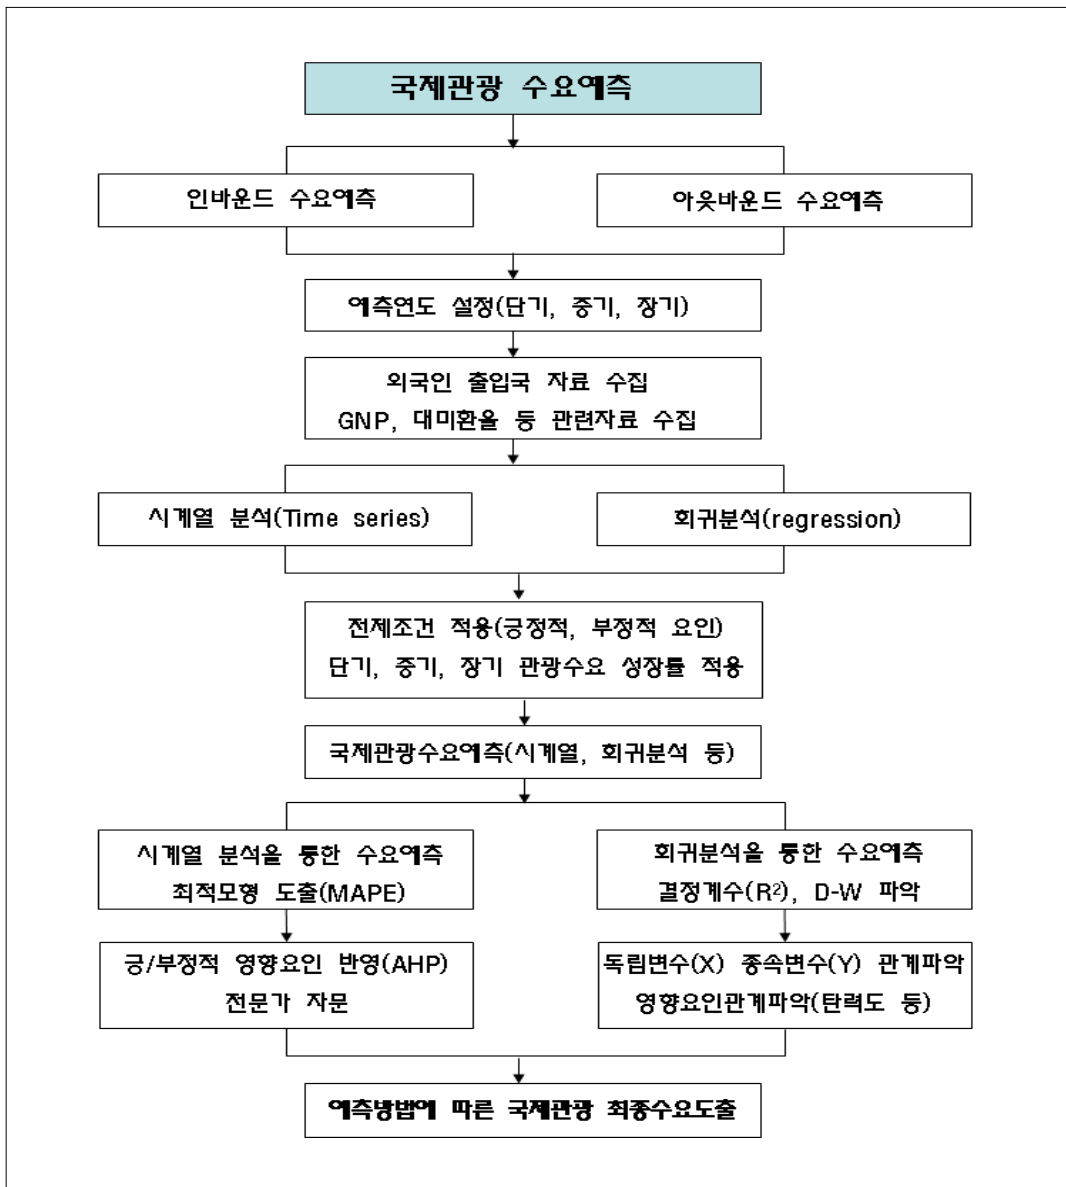 국제관광 수요예측
인바운드 수요예측
아웃바운드 수요예측
예측연도 설정(단기, 중기, 장기)
외국인 출입국 자료 수집
GNP, 대미환율 등 관련자료 수집
시계열 분석(Time series)
회귀분석(regression)
전제조건 적용(긍정적, 부정적 요인)
단기, 중기, 장기 관광수요 성장률 적용
국제관광수요예측(시계열, 회귀분석 등)
시계열 분석을 통한 수요예측
최적모형 도출(MAPE)
회귀분석을 통한 수요예측
결정계수(R²), D-W 파악
긍/부정적 영향요인 반영(AHP)
전문가 자문
독립변수(X) 종속변수(Y) 관계파악
영향요인관계파악(탄력도 등)
예측방법에 따른 국제관광 최종수요도출